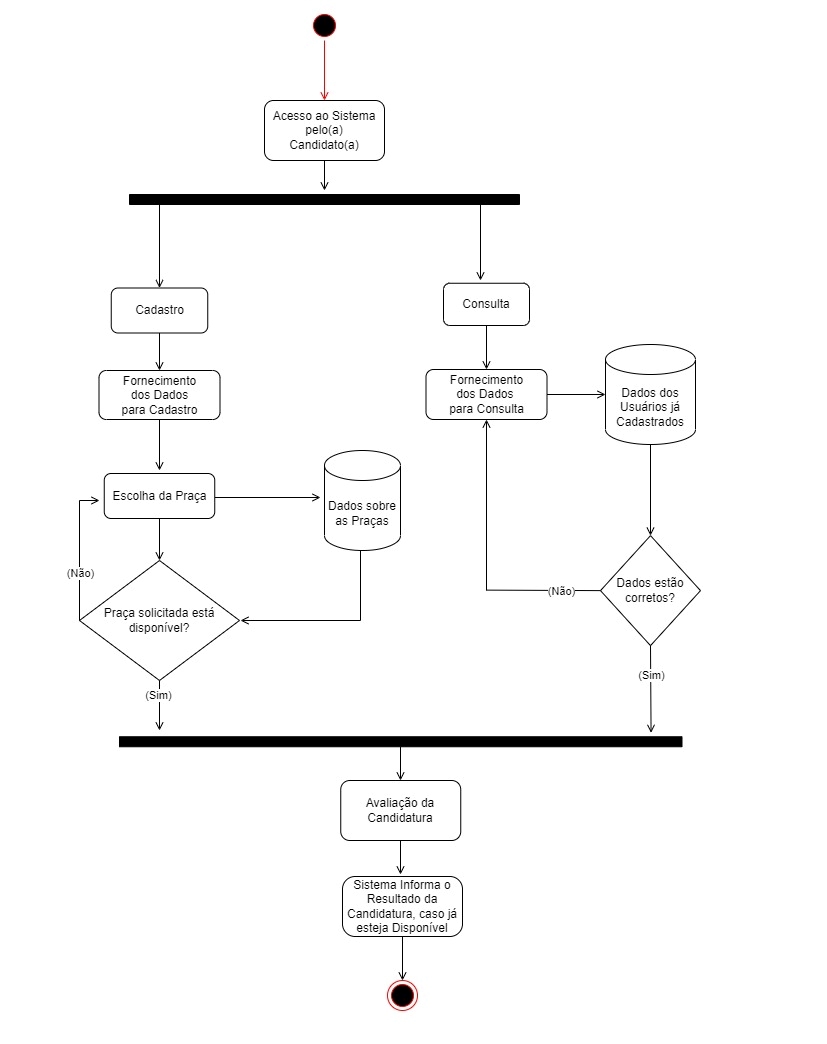 Acesso ao Sistema
pelo(a)
Candidato(a)
Cadastro
Consulta
Fornecimento
dos Dados
para Cadastro
Fornecimento
dos Dados
para Consulta
Dados dos
Usuários já
Cadastrados
Escolha da Praça
Dados sobre
as Praças
(Não)
Praça solicitada está
disponível?
Dados estão
corretos?
(Não)
(Sim)
(Sim)
Avaliação da
Candidatura
Sistema Informa o
Resultado da
Candidatura, caso já
esteja Disponível